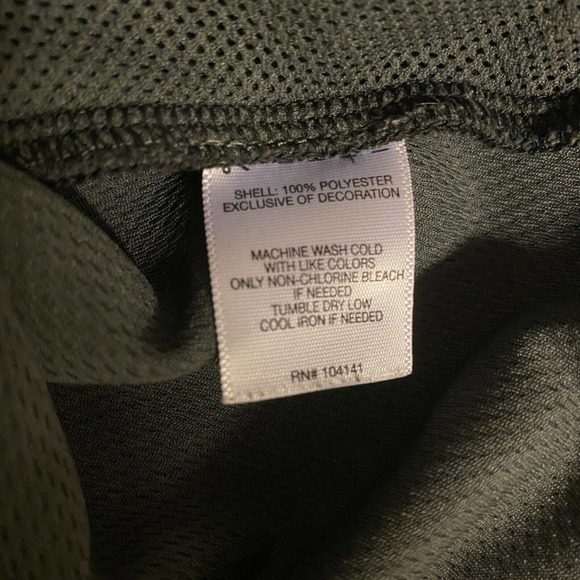 SHELL: 100% POLYESTER
EXCLUSIVE OF DECORATION
MACHINE WASH COLD
WITH LIKE COLORS
ONLY NON-CHLORINE BLEACH
IF NEEDED
TUMBLE DRY LOW
COOL IRON IF NEEDED
RN# 104141